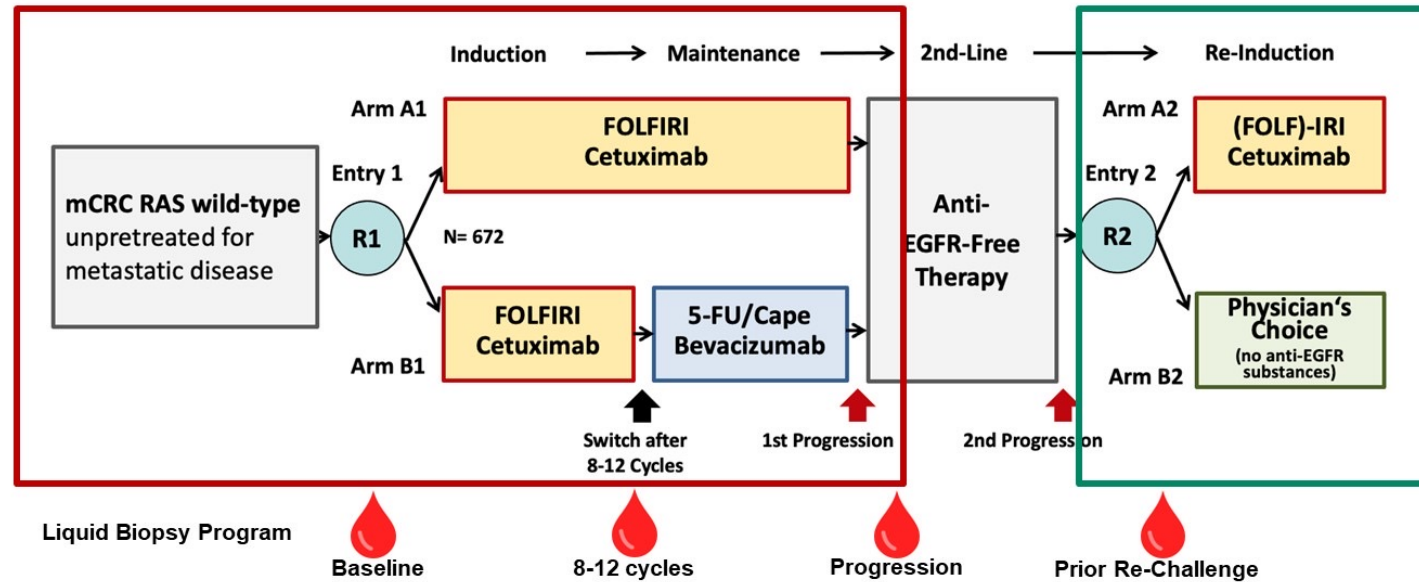 Induction
Maintenance
2nd-Line
Re-Induction
Arm A1
FOLFIRI
Cetuximab
Arm A2
(FOLF)-IRI
Cetuximab
Entry 1
Entry 2
mCRC RAS wild-type
unpretreated for
metastatic disease
R1
N= 672
Anti-
EGFR-Free
Therapy
R2
FOLFIRI
Cetuximab
5-FU/Cape
Bevacizumab
Physician‘s
Choice
(no anti-EGFR
substances)
Arm B1
Arm B2
Switch after
8-12 Cycles
1st Progression
2nd Progression
Liquid Biopsy Program
Baseline
8-12 cycles
Progression
Prior Re-Challenge